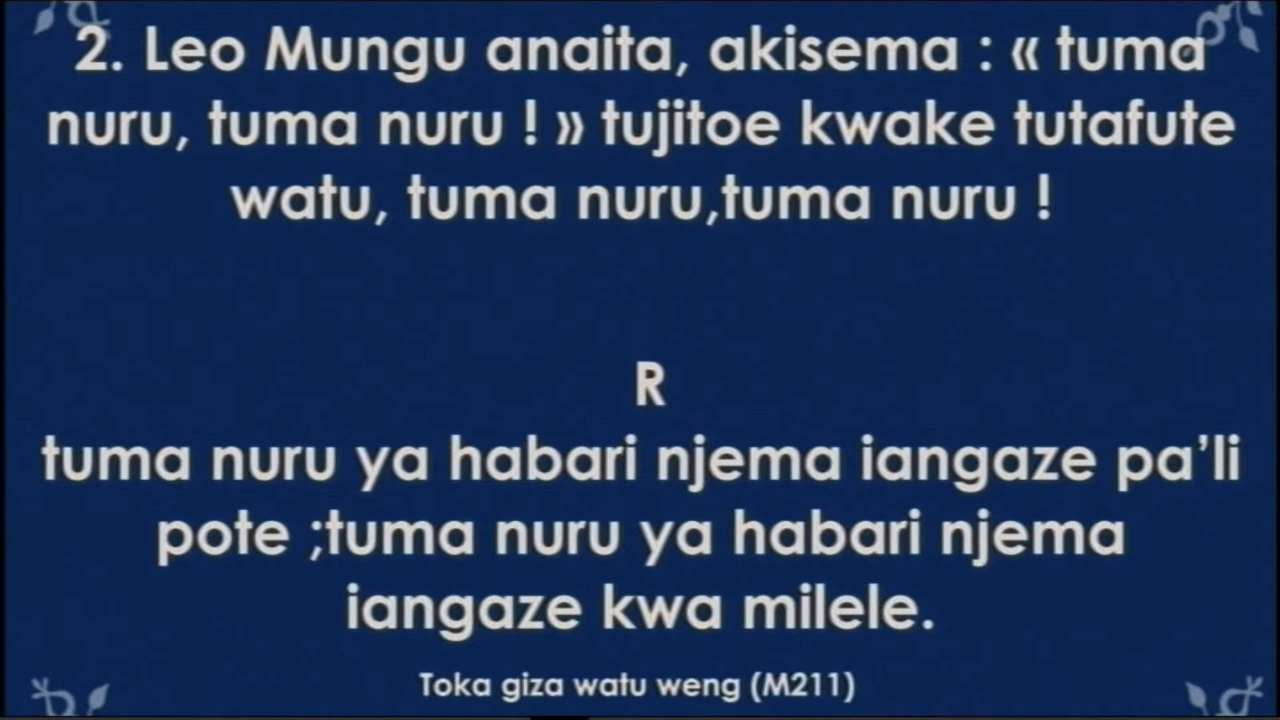 2. Leo Mungu anaita, akisema : « tuma
nuru, tuma nuru ! » tujitoe kwake tutafute
watu, tuma nuru,tuma nuru !
R
tuma nuru ya habari njema iangaze pa’li
pote ;tuma nuru ya habari njema
iangaze kwa milele.
Toka giza watu weng (M211)